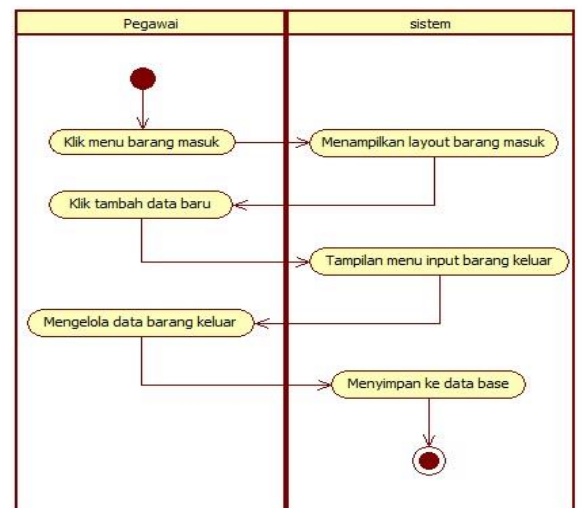 Pegawai
sistem
Klik menu barang masuk
Menampilkan layout barang masuk
Klik tambah data baru
Tampilan menu input barang keluar
Mengelola data barang keluar
Menyimpan ke data base